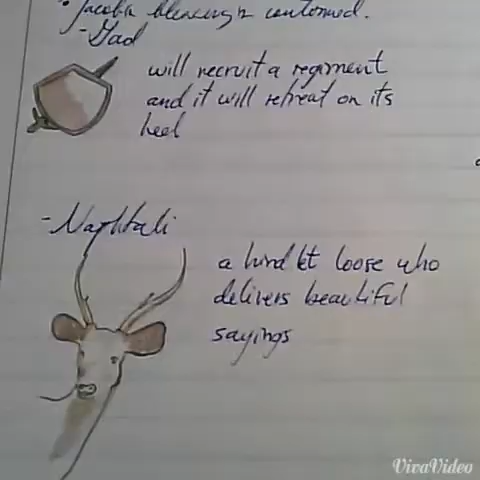 • Jacob's blessings continued.
- Gad
will recruit a regiment
and it will retreat on its
heel
- Naphtali
a hind let loose who
delivers beautiful
sayings
VivaVideo